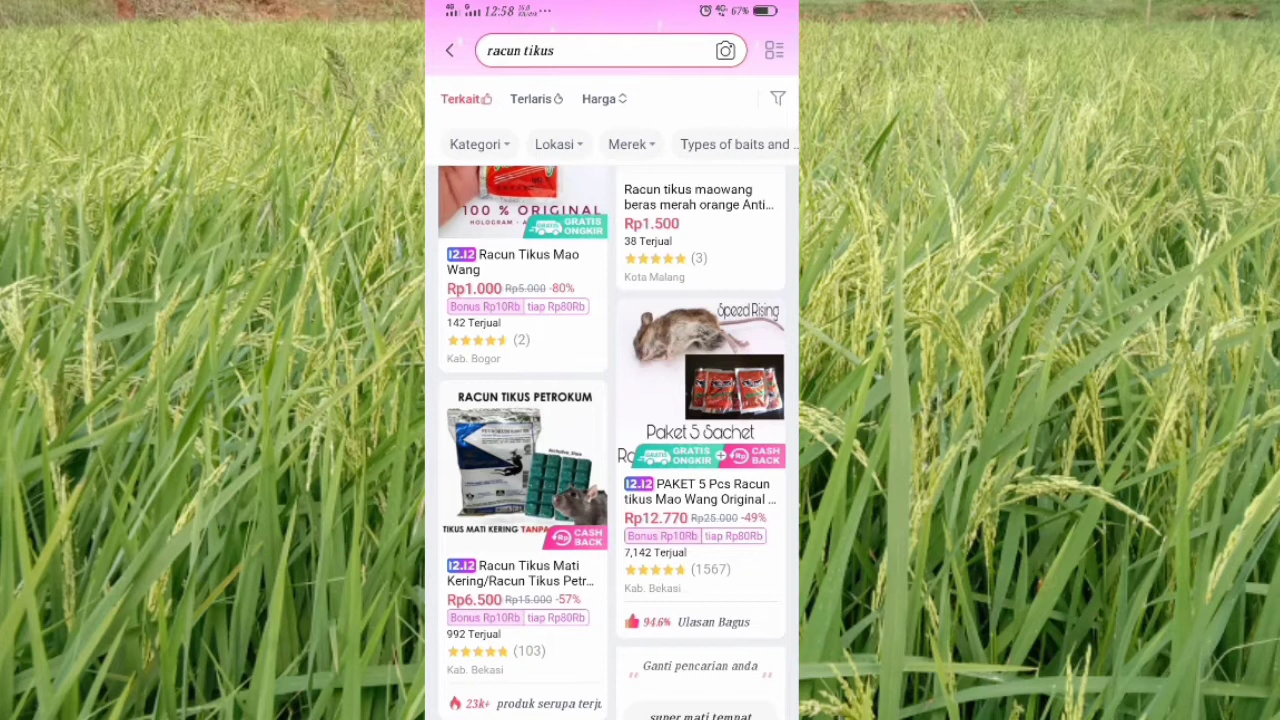 12:58
67%
racun tikus
Terkait
Terlaris
Harga
Kategori
Lokasi
Merek
Types of baits and ..
100 % ORIGINAL
GRATIS
ONGKIR
12.12 Racun Tikus Mao
Wang
Rp1.000 Rp5.000 -80%
Bonus Rp10Rb tiap Rp80Rb
142 Terjual
(2)
Kab. Bogor
RACUN TIKUS PETROKUM
TIKUS MATI KERING TANPA
CASH
BACK
12.12 Racun Tikus Mati
Kering/Racun Tikus Petr...
Rp6.500 Rp15.000 -57%
Bonus Rp10Rb tiap Rp80Rb
992 Terjual
(103)
Kab. Bekasi
23k+ produk serupa terju
Racun tikus maowang
beras merah orange Anti...
Rp1.500
38 Terjual
(3)
Kota Malang
Speed Rising
Paket 5 Sachet
GRATIS
ONGKIR
+
Rp
CASH
BACK
12.12 PAKET 5 Pcs Racun
tikus Mao Wang Original ...
Rp12.770 Rp25.000 -49%
Bonus Rp10Rb tiap Rp80Rb
7,142 Terjual
(1567)
Kab. Bekasi
94.6% Ulasan Bagus
Ganti pencarian anda
super mati tempat